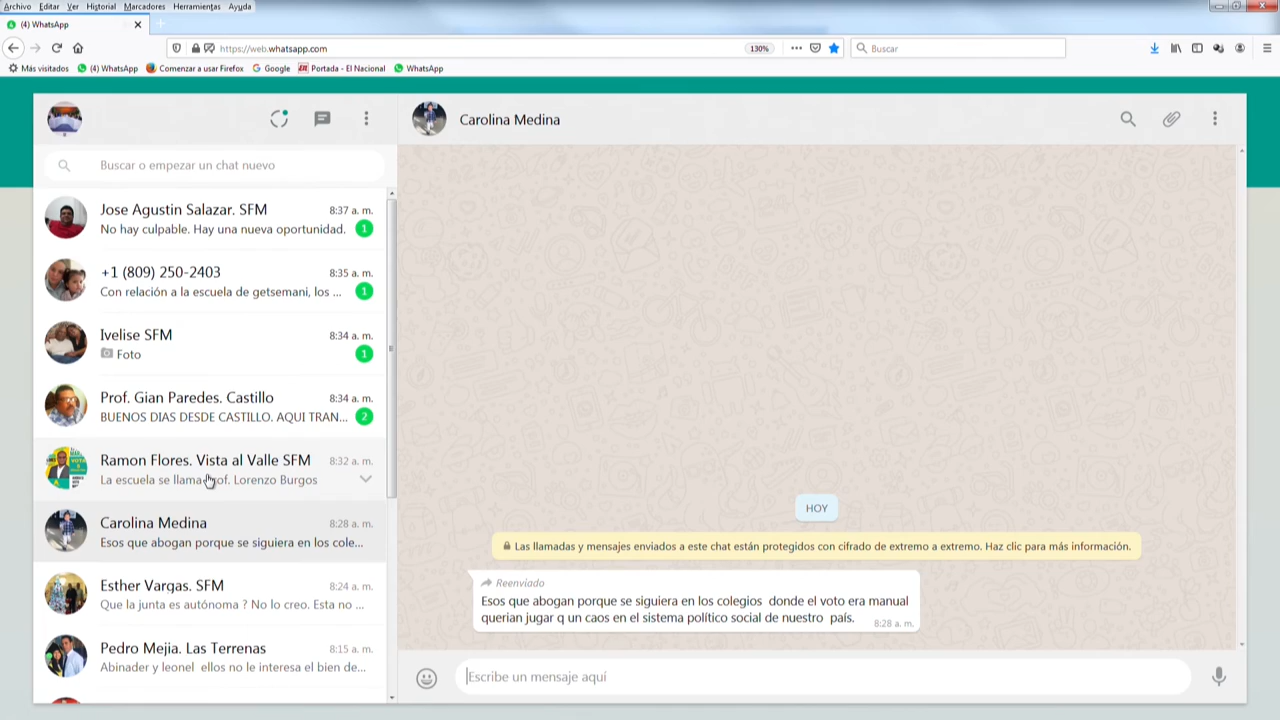 Archivo Editar Ver Historial Marcadores Herramientas Ayuda
(4) WhatsApp
https://web.whatsapp.com
130%
Buscar
Más visitados (4) WhatsApp Comenzar a usar Firefox Google Portada - El Nacional WhatsApp
Buscar o empezar un chat nuevo
Jose Agustin Salazar. SFM 8:37 a. m.
No hay culpable. Hay una nueva oportunidad. 1
+1 (809) 250-2403 8:35 a. m.
Con relación a la escuela de getsemani, los ... 1
Ivelise SFM 8:34 a. m.
Foto 1
Prof. Gian Paredes. Castillo 8:34 a. m.
BUENOS DIAS DESDE CASTILLO. AQUI TRAN... 2
Ramon Flores. Vista al Valle SFM 8:32 a. m.
La escuela se llama of. Lorenzo Burgos
Carolina Medina 8:28 a. m.
Esos que abogan porque se siguiera en los cole...
Esther Vargas. SFM 8:24 a. m.
Que la junta es autónoma ? No lo creo. Esta no ...
Pedro Mejia. Las Terrenas 8:15 a. m.
Abinader y leonel ellos no le interesa el bien de...
Carolina Medina
HOY
Las llamadas y mensajes enviados a este chat están protegidos con cifrado de extremo a extremo. Haz clic para más información.
Reenviado
Esos que abogan porque se siguiera en los colegios donde el voto era manual
querian jugar q un caos en el sistema político social de nuestro país.
8:28 a. m.
Escribe un mensaje aquí